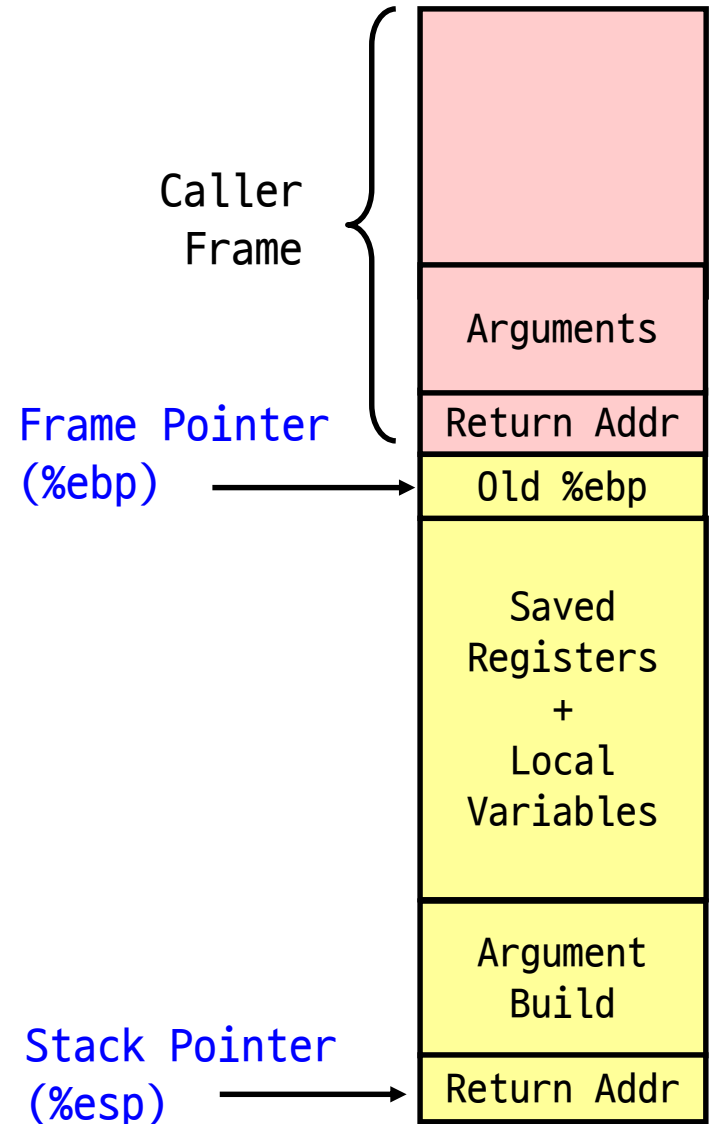 Caller
Frame
Arguments
Return Addr
Frame Pointer
(%ebp)
Old %ebp
Saved
Registers
+
Local
Variables
Argument
Build
Stack Pointer
(%esp)
Return Addr